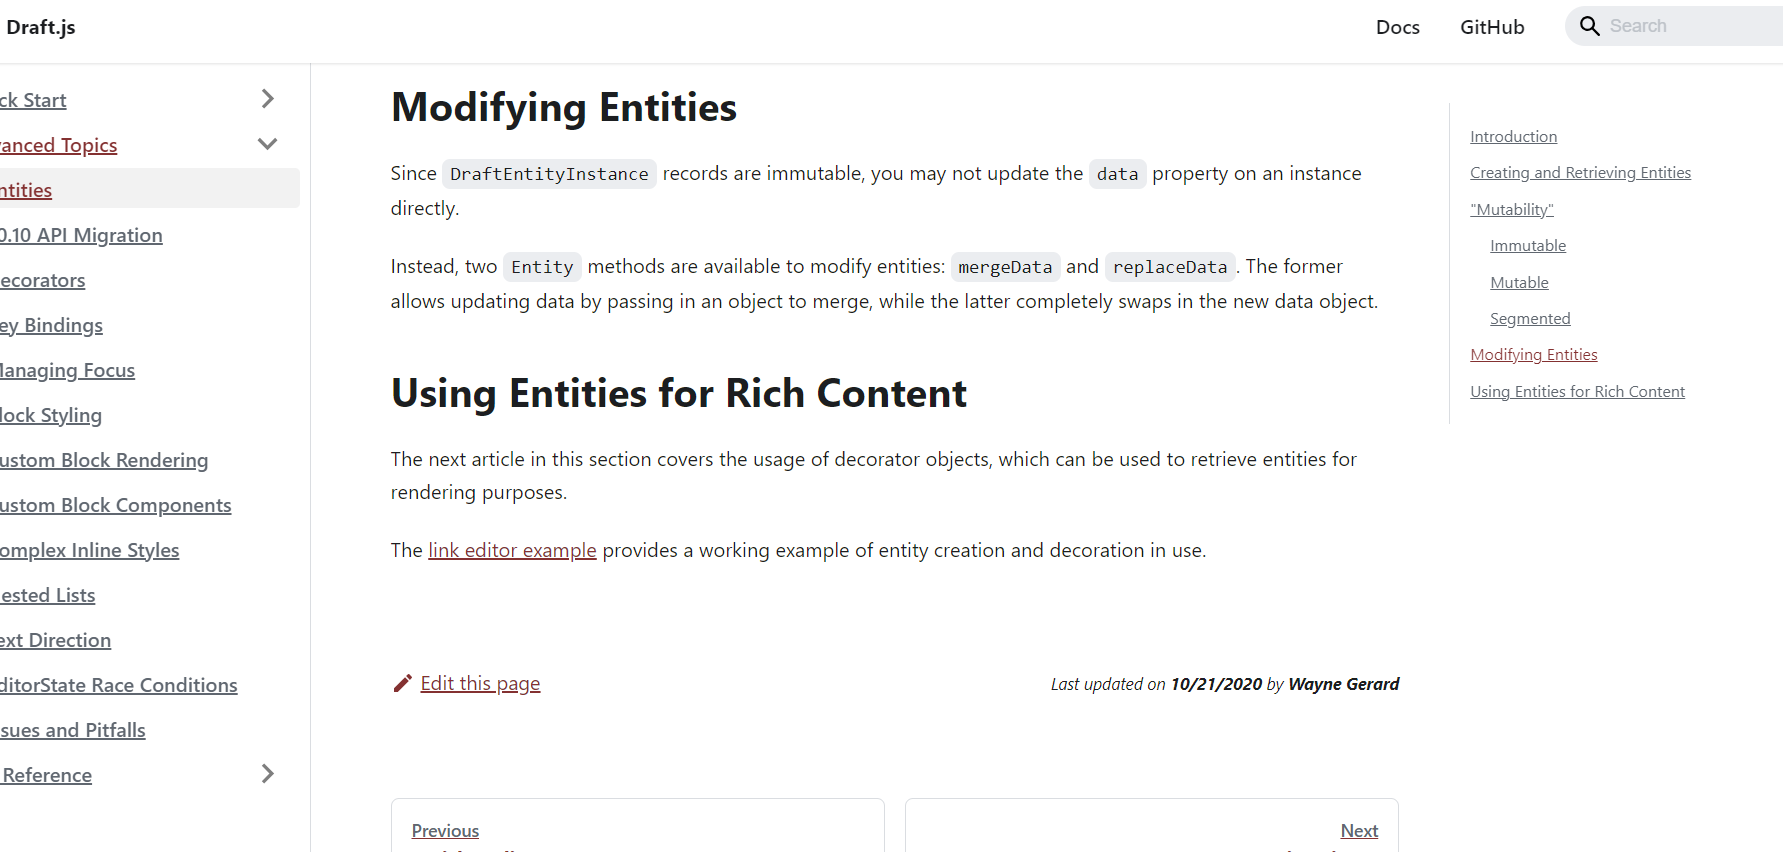 Draft.js
Docs
GitHub
Search
ck Start
vanced Topics
ntities
0.10 API Migration
ecorators
ey Bindings
Managing Focus
lock Styling
ustom Block Rendering
ustom Block Components
omplex Inline Styles
ested Lists
ext Direction
ditorState Race Conditions
ssues and Pitfalls
Reference
Modifying Entities
Since DraftEntityInstance records are immutable, you may not update the data property on an instance
directly.
Instead, two Entity methods are available to modify entities: mergeData and replaceData. The former
allows updating data by passing in an object to merge, while the latter completely swaps in the new data object.
Using Entities for Rich Content
The next article in this section covers the usage of decorator objects, which can be used to retrieve entities for
rendering purposes.
The link editor example provides a working example of entity creation and decoration in use.
Edit this page
Last updated on 10/21/2020 by Wayne Gerard
Previous
Next
Introduction
Creating and Retrieving Entities
"Mutability"
Immutable
Mutable
Segmented
Modifying Entities
Using Entities for Rich Content